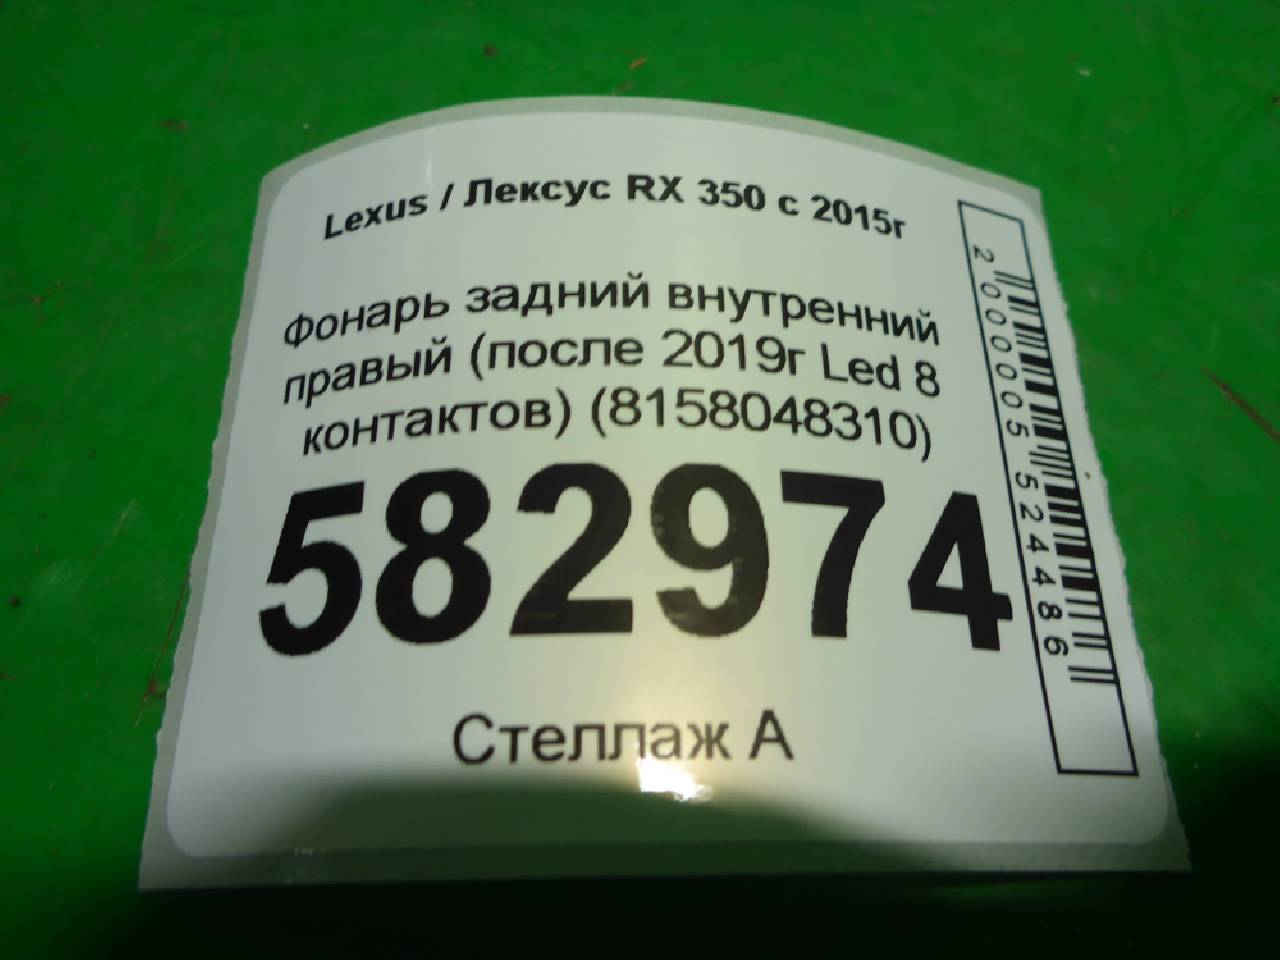 Lexus / Лексус RX 350 с 2015г
Фонарь задний внутренний
правый (после 2019г Led 8
контактов) (8158048310)
582974
Стеллаж А
2000005524486